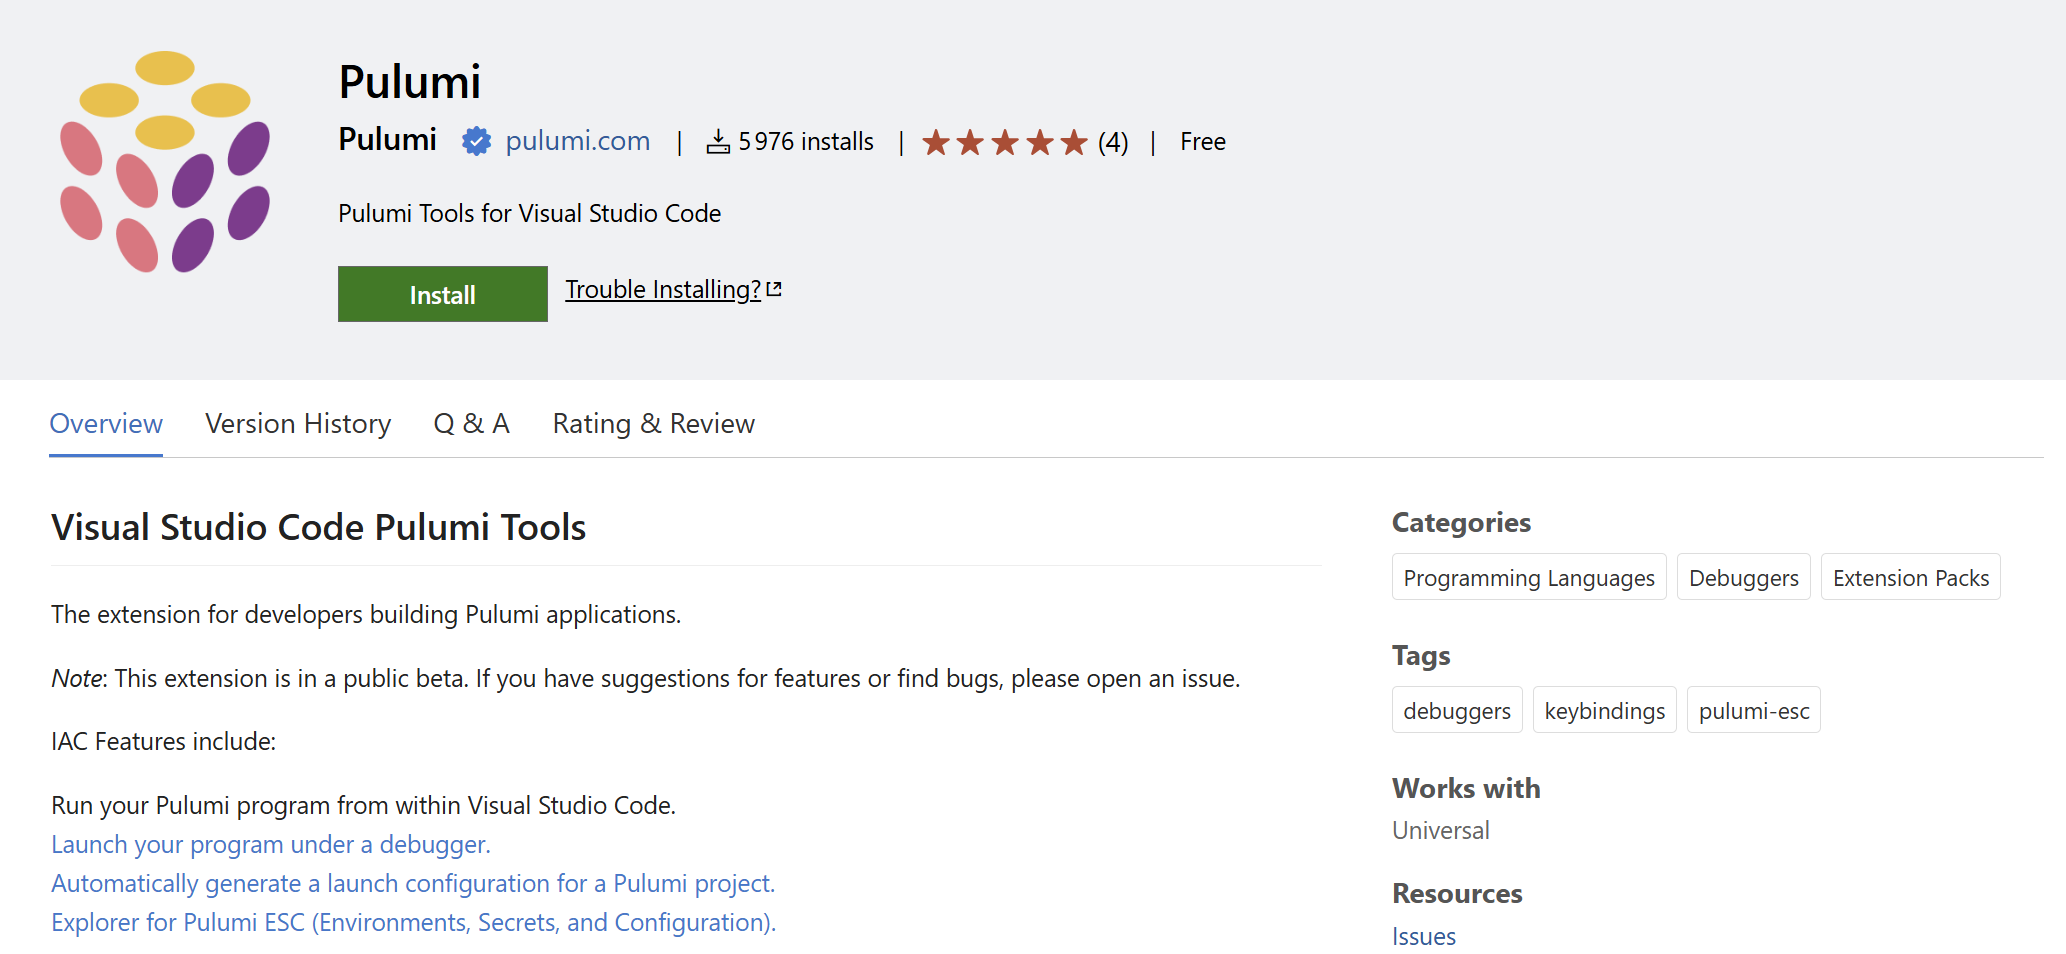 Pulumi
Pulumi pulumi.com | 5 976 installs | (4) | Free
Pulumi Tools for Visual Studio Code
Install Trouble Installing?
Overview Version History Q & A Rating & Review
Visual Studio Code Pulumi Tools
The extension for developers building Pulumi applications.
Note: This extension is in a public beta. If you have suggestions for features or find bugs, please open an issue.
IAC Features include:
Run your Pulumi program from within Visual Studio Code.
Launch your program under a debugger.
Automatically generate a launch configuration for a Pulumi project.
Explorer for Pulumi ESC (Environments, Secrets, and Configuration).
Categories
Programming Languages Debuggers Extension Packs
Tags
debuggers keybindings pulumi-esc
Works with
Universal
Resources
Issues